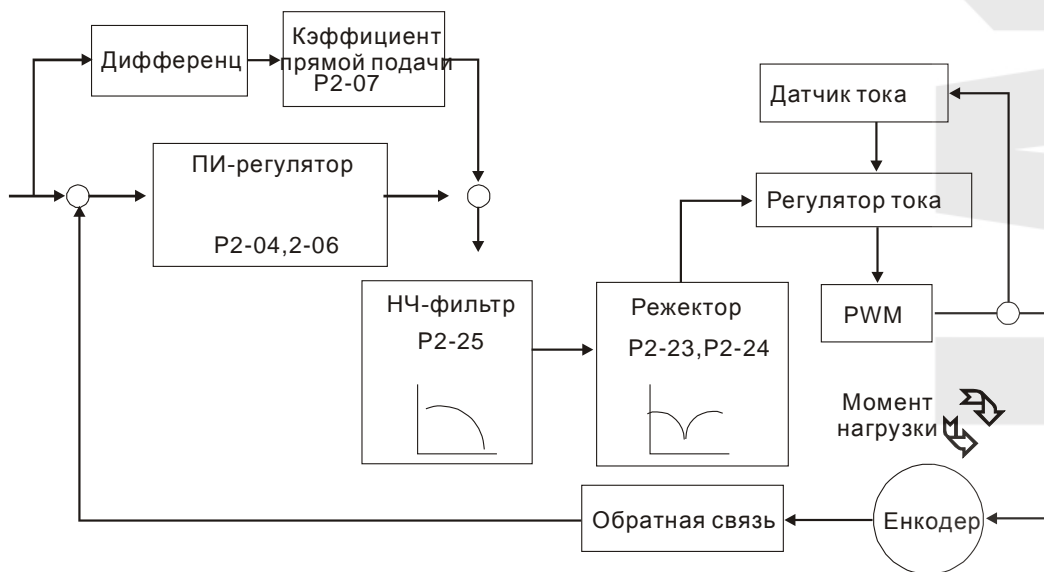 Дифференц
Кэффициент
прямой подачи
P2-07
Датчик тока
ПИ-регулятор
P2-04,2-06
Регулятор тока
НЧ-фильтр
P2-25
Режектор
P2-23,P2-24
PWM
Момент
нагрузки
Обратная связь
Енкодер